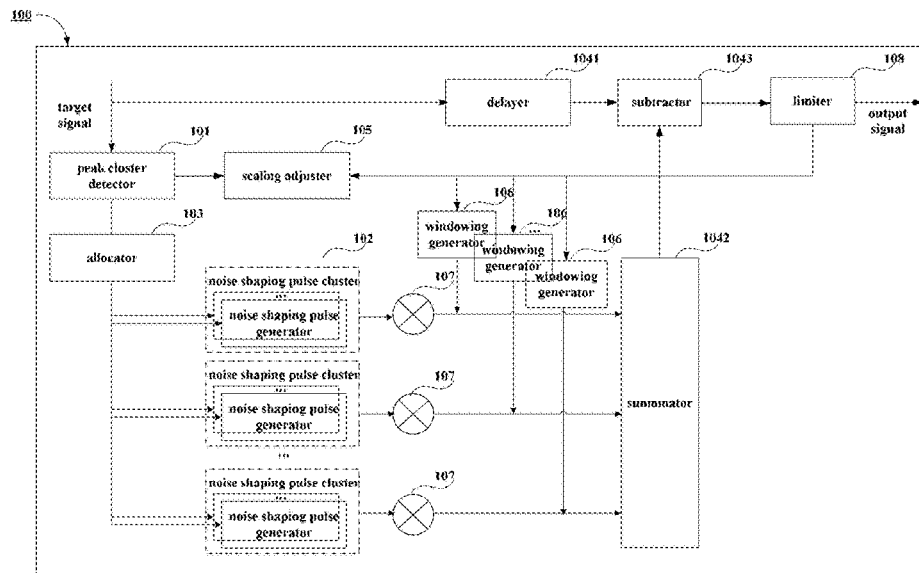 100
1041
1043
108
target
signal
delayer
subtractor
limiter
output
signal
101
105
peak cluster
detector
scaling adjuster
103
106
allocator
102
windowing
generator
...
106
windowing
generator
106
windowing
generator
1042
noise shaping pulse cluster
...
noise shaping pulse
generator
107
noise shaping pulse cluster
...
noise shaping pulse
generator
107
summator
...
noise shaping pulse cluster
...
noise shaping pulse
generator
107